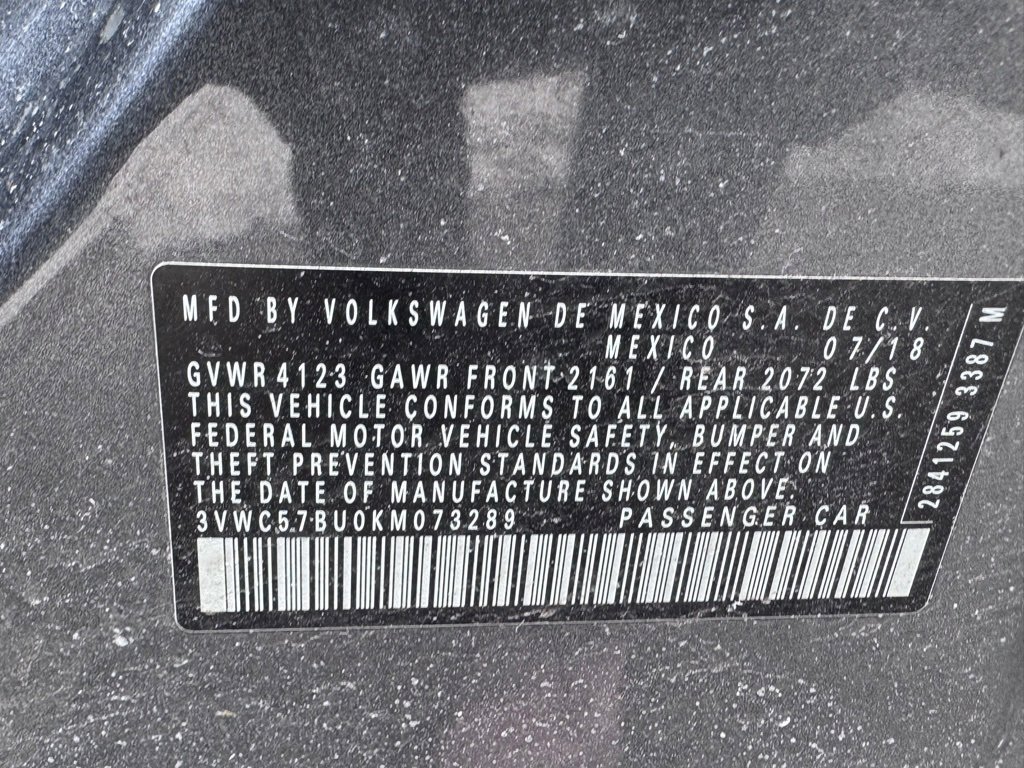 MFD BY VOLKSWAGEN DE MEXICO S.A. DE C.V.
MEXICO 07/18
GVWR 4123 GAWR FRONT 2161 / REAR 2072 LBS
THIS VEHICLE CONFORMS TO ALL APPLICABLE U.S.
FEDERAL MOTOR VEHICLE SAFETY, BUMPER AND
THEFT PREVENTION STANDARDS IN EFFECT ON
THE DATE OF MANUFACTURE SHOWN ABOVE.
3VWC57BU0KM073289 PASSENGER CAR
2841259 3387 M